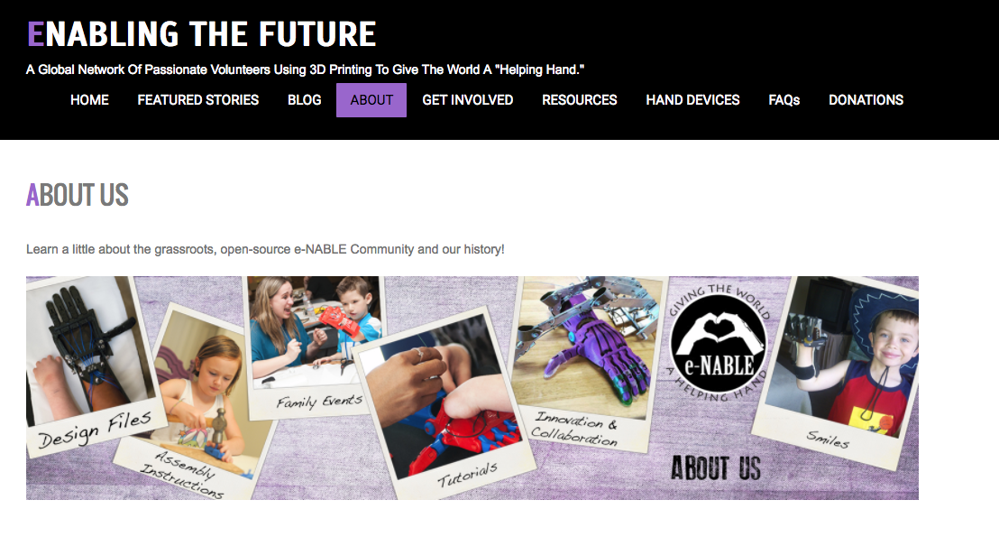 ENABLING THE FUTURE
A Global Network Of Passionate Volunteers Using 3D Printing To Give The World A "Helping Hand."
HOME FEATURED STORIES BLOG ABOUT GET INVOLVED RESOURCES HAND DEVICES FAQs DONATIONS
ABOUT US
Learn a little about the grassroots, open-source e-NABLE Community and our history!
Design Files
Assembly
Instructions
Family Events
Tutorials
Innovation &
Collaboration
GIVING THE WORLD
e-NABLE
A HELPING HAND
Smiles
ABOUT US